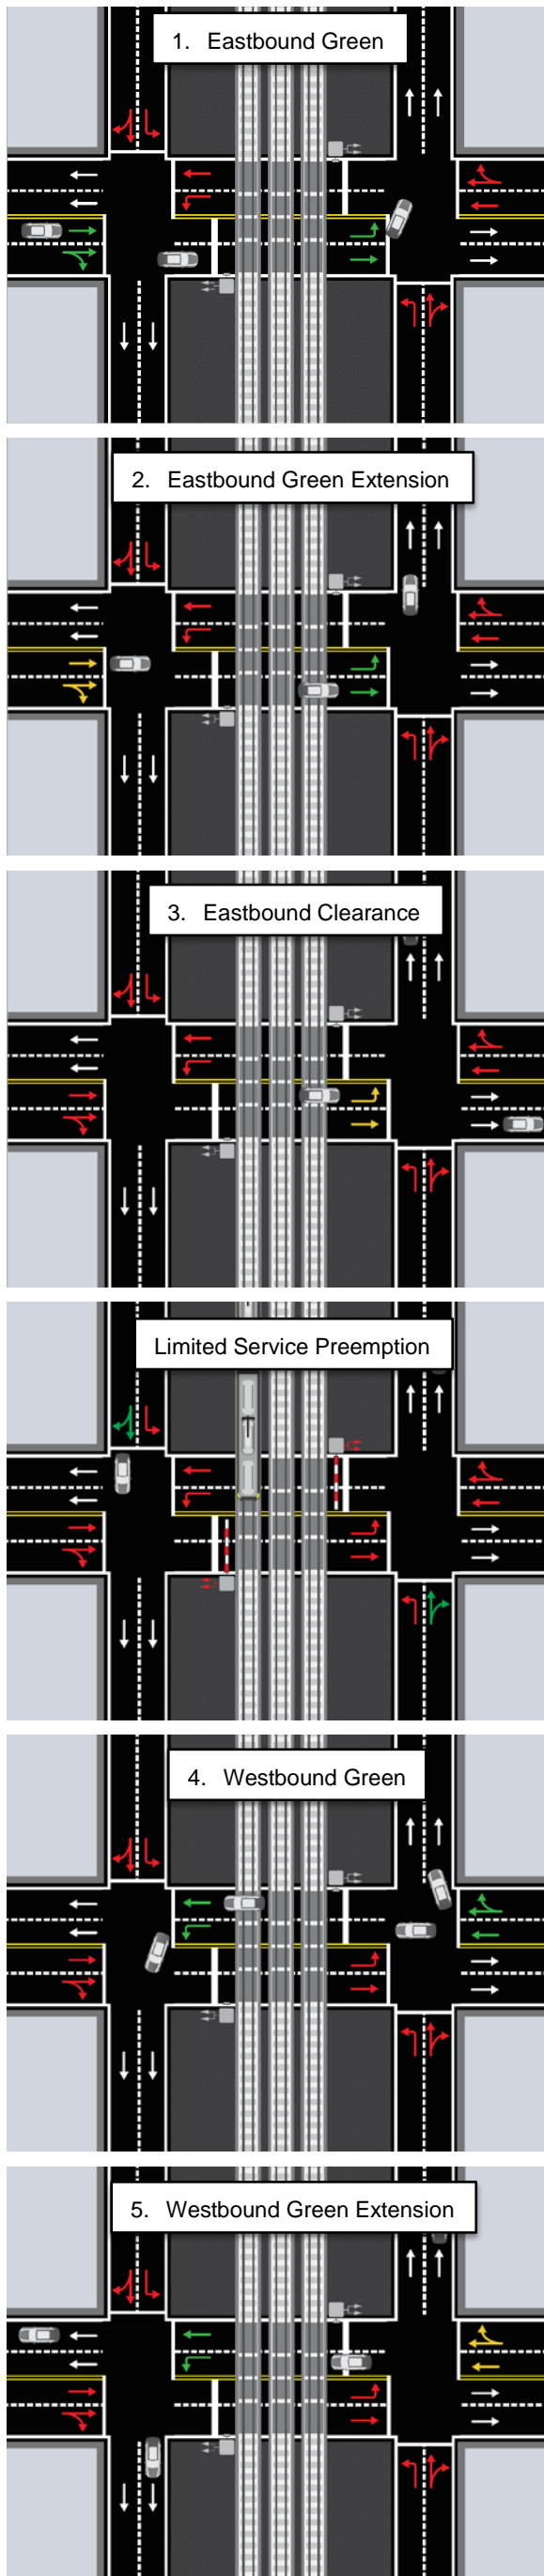 1. Eastbound Green
2. Eastbound Green Extension
3. Eastbound Clearance
Limited Service Preemption
4. Westbound Green
5. Westbound Green Extension